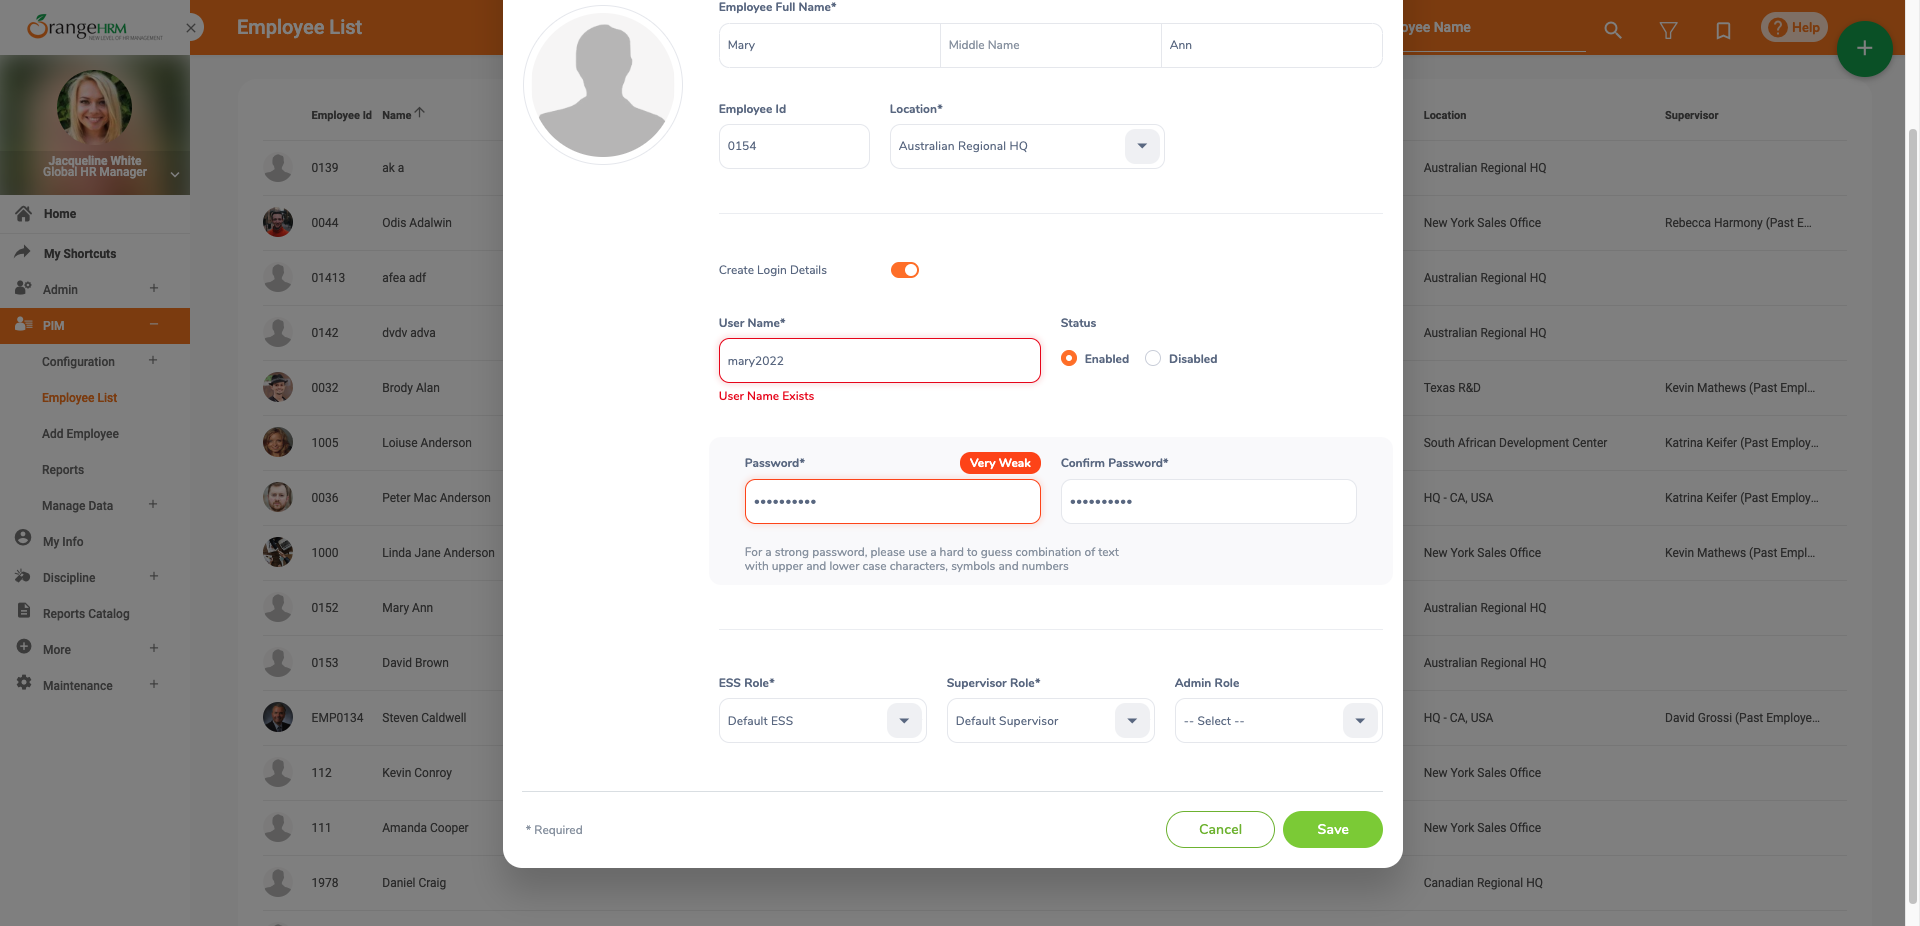 OrangeHRM
NEW LEVEL OF HR MANAGEMENT
Employee List
oyee Name
Help
Jacqueline White
Global HR Manager
Home
My Shortcuts
Admin
PIM
Configuration
Employee List
Add Employee
Reports
Manage Data
My Info
Discipline
Reports Catalog
More
Maintenance
Employee Id Name Location Supervisor
0139 ak a Australian Regional HQ
0044 Odis Adalwin New York Sales Office Rebecca Harmony (Past E...
01413 afea adf Australian Regional HQ
0142 dvdv adva Australian Regional HQ
0032 Brody Alan Texas R&D Kevin Mathews (Past Empl...
1005 Loiuse Anderson South African Development Center Katrina Keifer (Past Employ...
0036 Peter Mac Anderson HQ - CA, USA Katrina Keifer (Past Employ...
1000 Linda Jane Anderson New York Sales Office Kevin Mathews (Past Empl...
0152 Mary Ann Australian Regional HQ
0153 David Brown Australian Regional HQ
EMP0134 Steven Caldwell HQ - CA, USA David Grossi (Past Employe...
112 Kevin Conroy New York Sales Office
111 Amanda Cooper New York Sales Office
1978 Daniel Craig Canadian Regional HQ
Employee Full Name*
Mary Middle Name Ann
Employee Id Location*
0154 Australian Regional HQ
Create Login Details
User Name* Status
mary2022 Enabled Disabled
User Name Exists
Password* Very Weak Confirm Password*
•••••••••• ••••••••••
For a strong password, please use a hard to guess combination of text
with upper and lower case characters, symbols and numbers
ESS Role* Supervisor Role* Admin Role
Default ESS Default Supervisor -- Select --
* Required Cancel Save